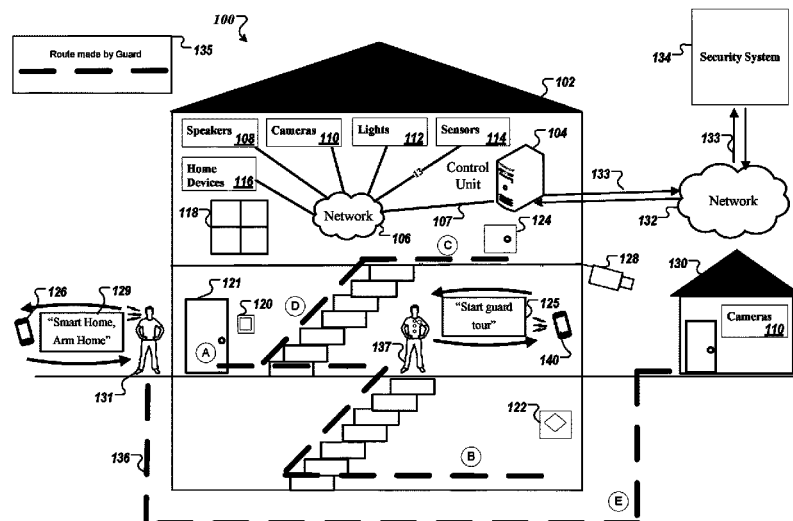 100
135
Route made by Guard
134
Security System
102
133
Speakers 108
Cameras 110
Lights 112
Sensors 114
104
Control
Unit
Home
Devices 116
118
Network
106
107
133
124
Network
132
C
128
130
126
129
121
120
D
"Smart Home,
Arm Home"
"Start guard
tour"
125
Cameras
110
A
131
137
140
136
122
B
E